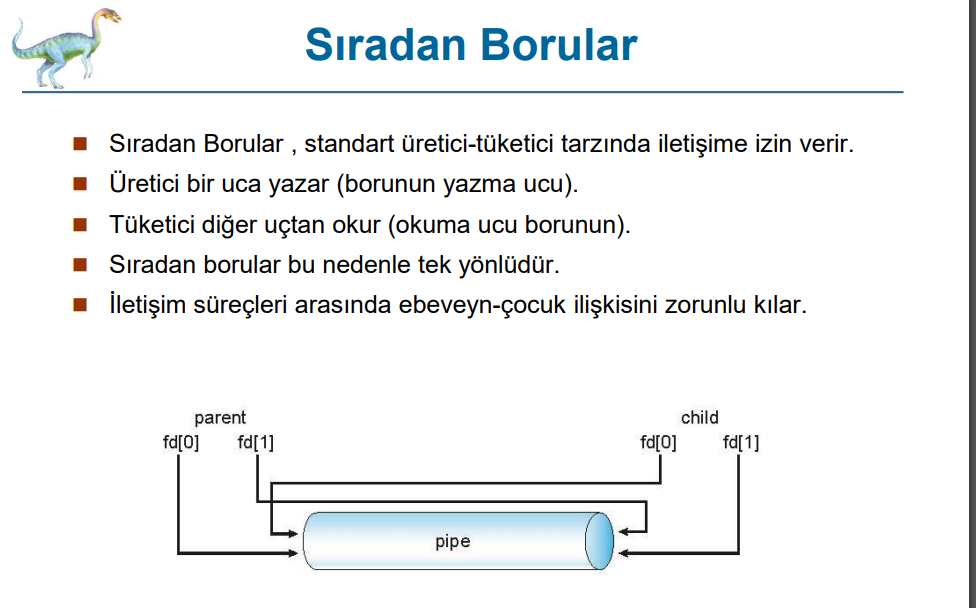 Sıradan Borular
Sıradan Borular , standart üretici-tüketici tarzında iletişime izin verir.
Üretici bir uca yazar (borunun yazma ucu).
Tüketici diğer uçtan okur (okuma ucu borunun).
Sıradan borular bu nedenle tek yönlüdür.
İletişim süreçleri arasında ebeveyn-çocuk ilişkisini zorunlu kılar.
parent child
fd[0] fd[1] fd[0] fd[1]
pipe